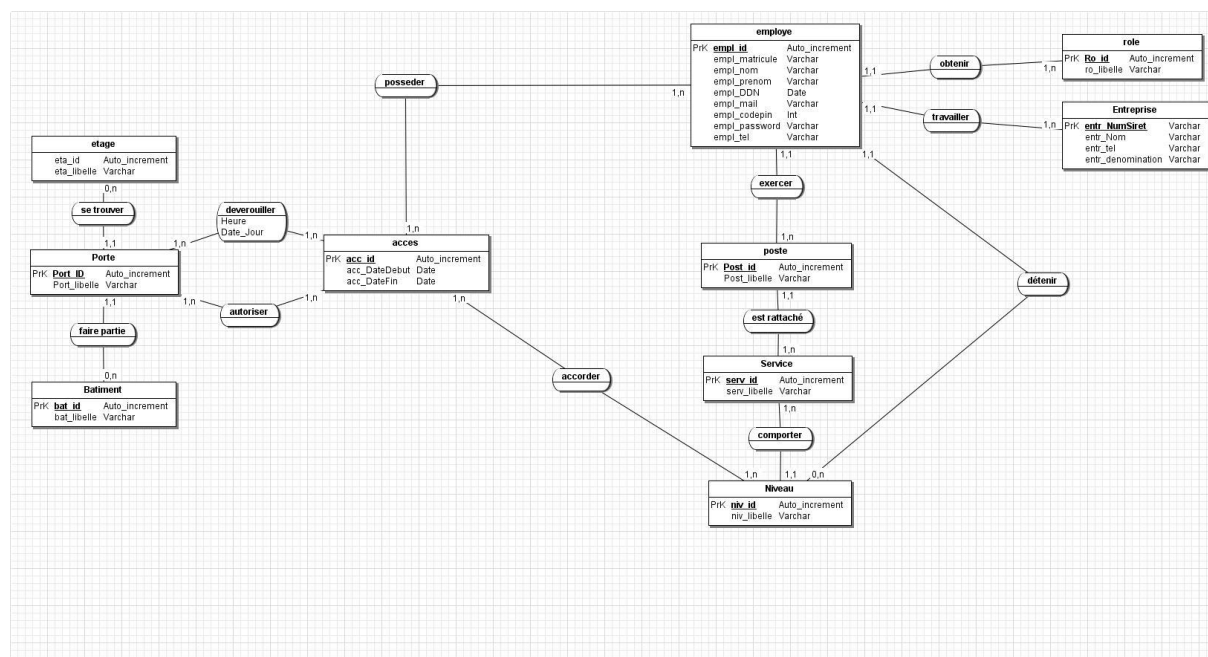 employe
PrK empl_id Auto_increment
empl_matricule Varchar
empl_nom Varchar
empl_prenom Varchar
empl_DDN Date
empl_mail Varchar
empl_codepin Int
empl_password Varchar
empl_tel Varchar
1,n
1,1
1,1
1,1
1,1
obtenir
1,n
role
PrK Ro_id Auto_increment
ro_libelle Varchar
travailler
1,n
Entreprise
PrK entr_NumSiret Varchar
entr_Nom Varchar
entr_tel Varchar
entr_denomination Varchar
posseder
1,n
etage
eta_id Auto_increment
eta_libelle Varchar
0,n
se trouver
1,1
deverouiller
Heure
Date_Jour
1,n
1,n
Porte
PrK Port_ID Auto_increment
Port_libelle Varchar
1,1
1,n
autoriser
1,n
acces
PrK acc_id Auto_increment
acc_DateDebut Date
acc_DateFin Date
1,n
faire partie
0,n
Batiment
PrK bat_id Auto_increment
bat_libelle Varchar
exercer
1,n
poste
PrK Post_id Auto_increment
Post_libelle Varchar
1,1
est rattaché
1,n
Service
PrK serv_id Auto_increment
serv_libelle Varchar
1,n
détenir
accorder
comporter
1,n
1,1
0,n
Niveau
PrK niv_id Auto_increment
niv_libelle Varchar